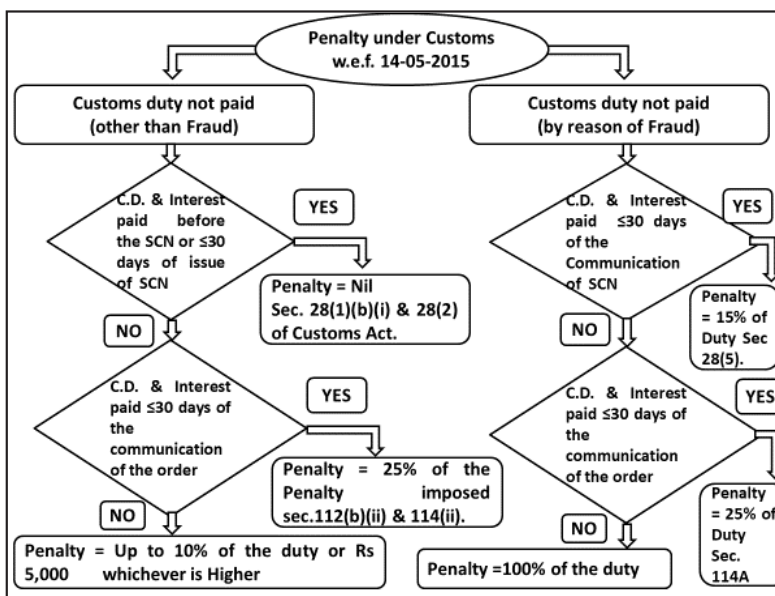 Penalty under Customs
w.e.f. 14-05-2015
Customs duty not paid
(other than Fraud)
C.D. & Interest
paid before
the SCN or ≤30
days of issue
of SCN
YES
Penalty = Nil
Sec. 28(1)(b)(i) & 28(2)
of Customs Act.
NO
C.D. & Interest
paid ≤30 days of
the
communication
of the order
YES
Penalty = 25% of the
Penalty imposed
sec.112(b)(ii) & 114(ii).
NO
Penalty = Up to 10% of the duty or Rs
5,000 whichever is Higher
Customs duty not paid
(by reason of Fraud)
C.D. & Interest
paid ≤30 days
of the
Communication
of SCN
YES
Penalty
= 15% of
Duty Sec
28(5).
NO
C.D. & Interest
paid ≤30 days of
the
communication
of the order
YES
Penalty
= 25% of
Duty
Sec.
114A
NO
Penalty =100% of the duty